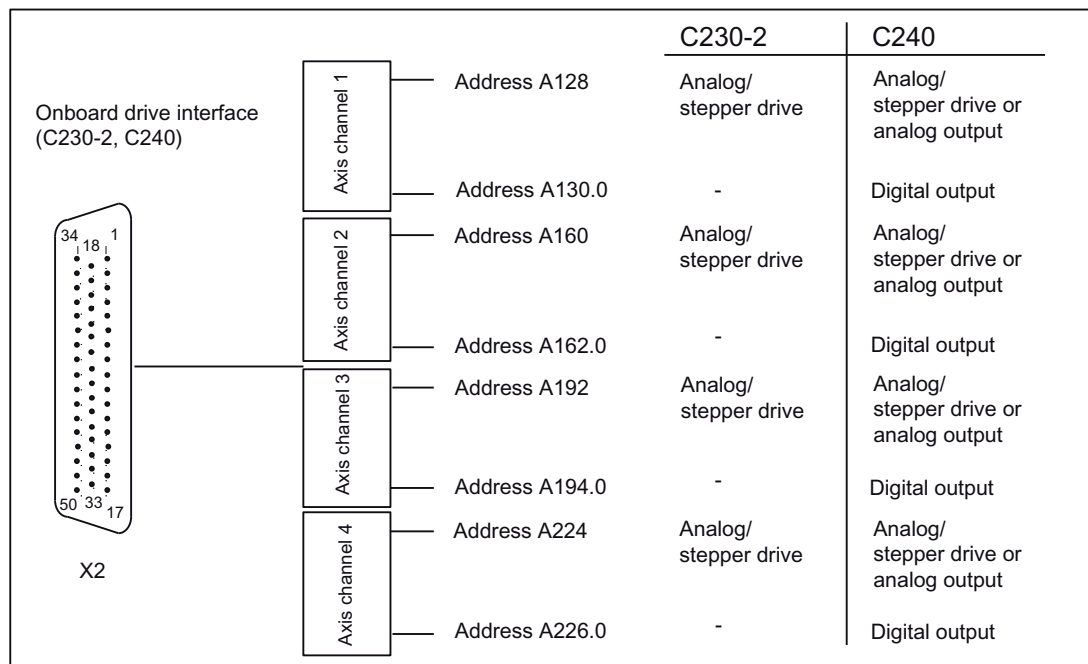 C230-2 C240
Onboard drive interface
(C230-2, C240)
34 18 1
50 33 17
X2
Axis channel 1
Address A128
Analog/
stepper drive
Analog/
stepper drive or
analog output
Address A130.0
-
Digital output
Axis channel 2
Address A160
Analog/
stepper drive
Analog/
stepper drive or
analog output
Address A162.0
-
Digital output
Axis channel 3
Address A192
Analog/
stepper drive
Analog/
stepper drive or
analog output
Address A194.0
-
Digital output
Axis channel 4
Address A224
Analog/
stepper drive
Analog/
stepper drive or
analog output
Address A226.0
-
Digital output